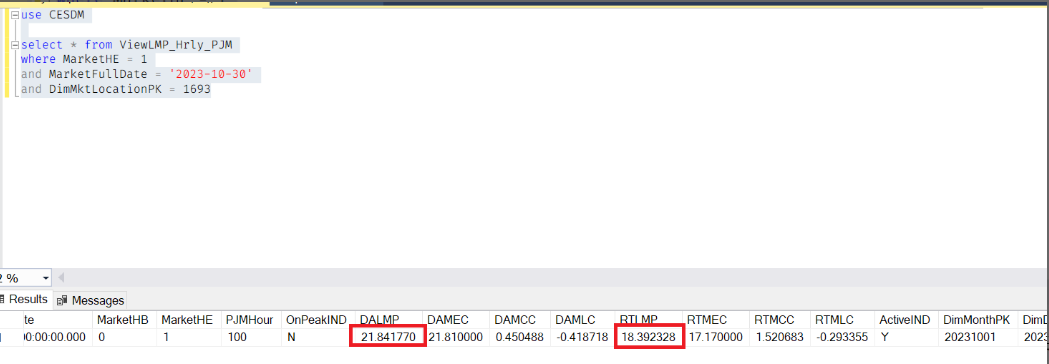 use CESDM
select * from ViewLMP_Hrly_PJM
where MarketHE = 1
and MarketFullDate = '2023-10-30'
and DimMktLocationPK = 1693
2 %
Results Messages
te MarketHB MarketHE PJMHour OnPeakIND DALMP DAMEC DAMCC DAMLC RTLMP RTMEC RTMCC RTMLC ActiveIND DimMonthPK DimD
00:00:00.000 0 1 100 N 21.841770 21.810000 0.450488 -0.418718 18.392328 17.170000 1.520683 -0.293355 Y 20231001 2023